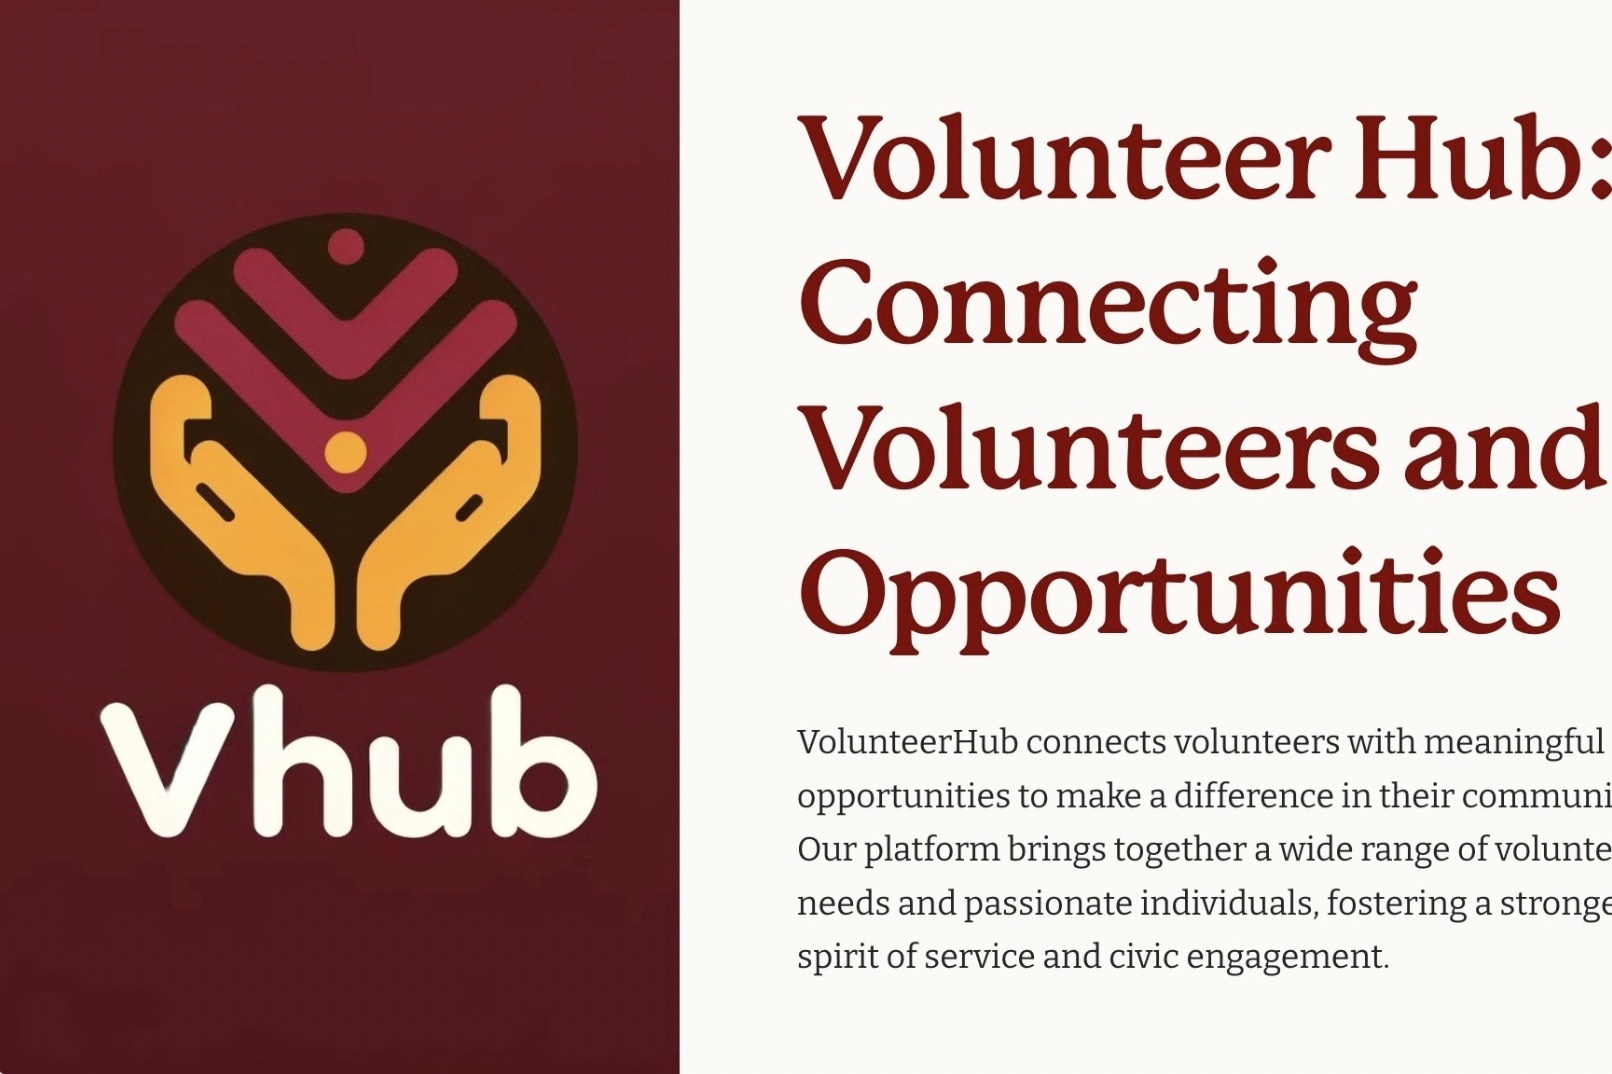 Vhub
Volunteer Hub:
Connecting
Volunteers and
Opportunities
VolunteerHub connects volunteers with meaningful
opportunities to make a difference in their
Our platform brings together a wide range of
needs and passionate individuals, fostering a
spirit of service and civic engagement.